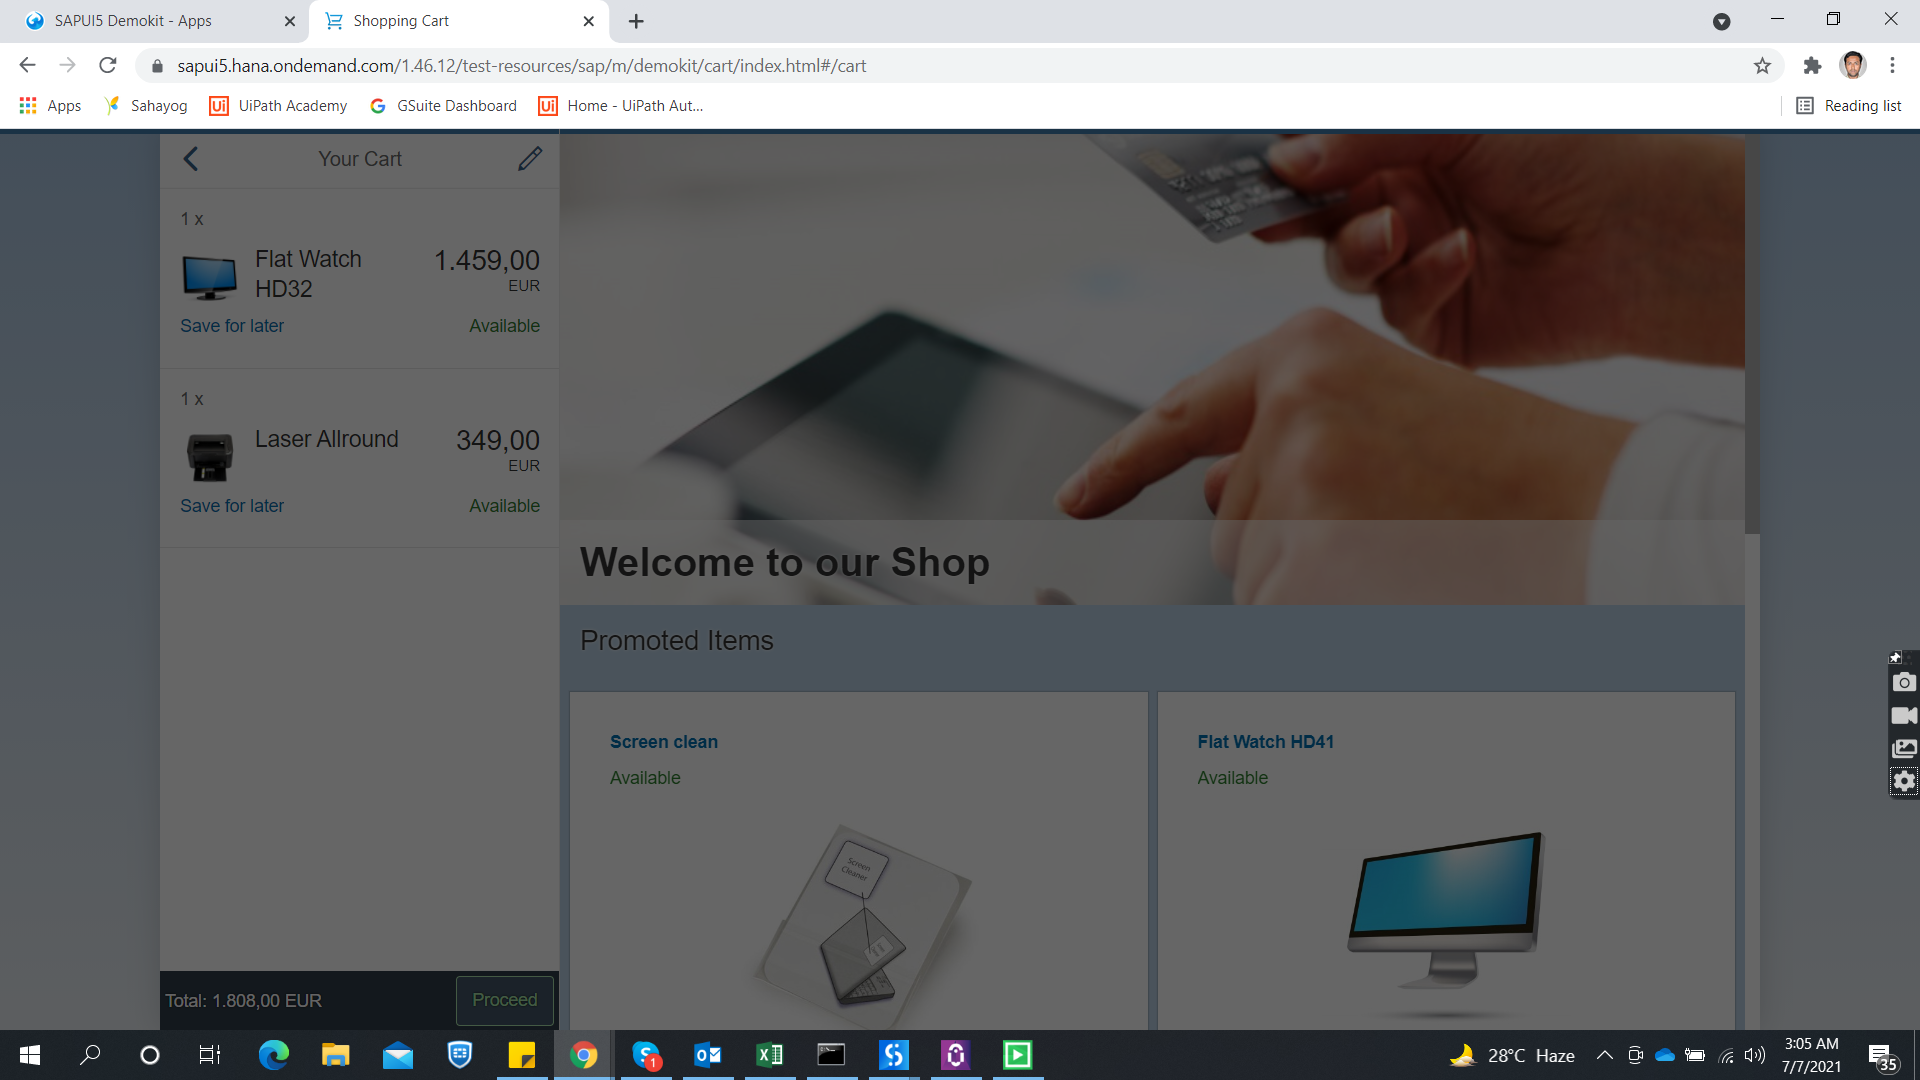 SAPUI5 Demokit - Apps
Shopping Cart
sapui5.hana.ondemand.com/1.46.12/test-resources/sap/m/demokit/cart/index.html#/cart
Apps
Sahayog
UiPath Academy
GSuite Dashboard
Home - UiPath Aut...
Reading list
Your Cart
1 x
Flat Watch
HD32
1.459,00
EUR
Save for later
Available
1 x
Laser Allround
349,00
EUR
Save for later
Available
Total: 1.808,00 EUR
Proceed
Welcome to our Shop
Promoted Items
Screen clean
Available
Screen
Cleaner
Flat Watch HD41
Available
1
28°C Haze
3:05 AM
7/7/2021
35